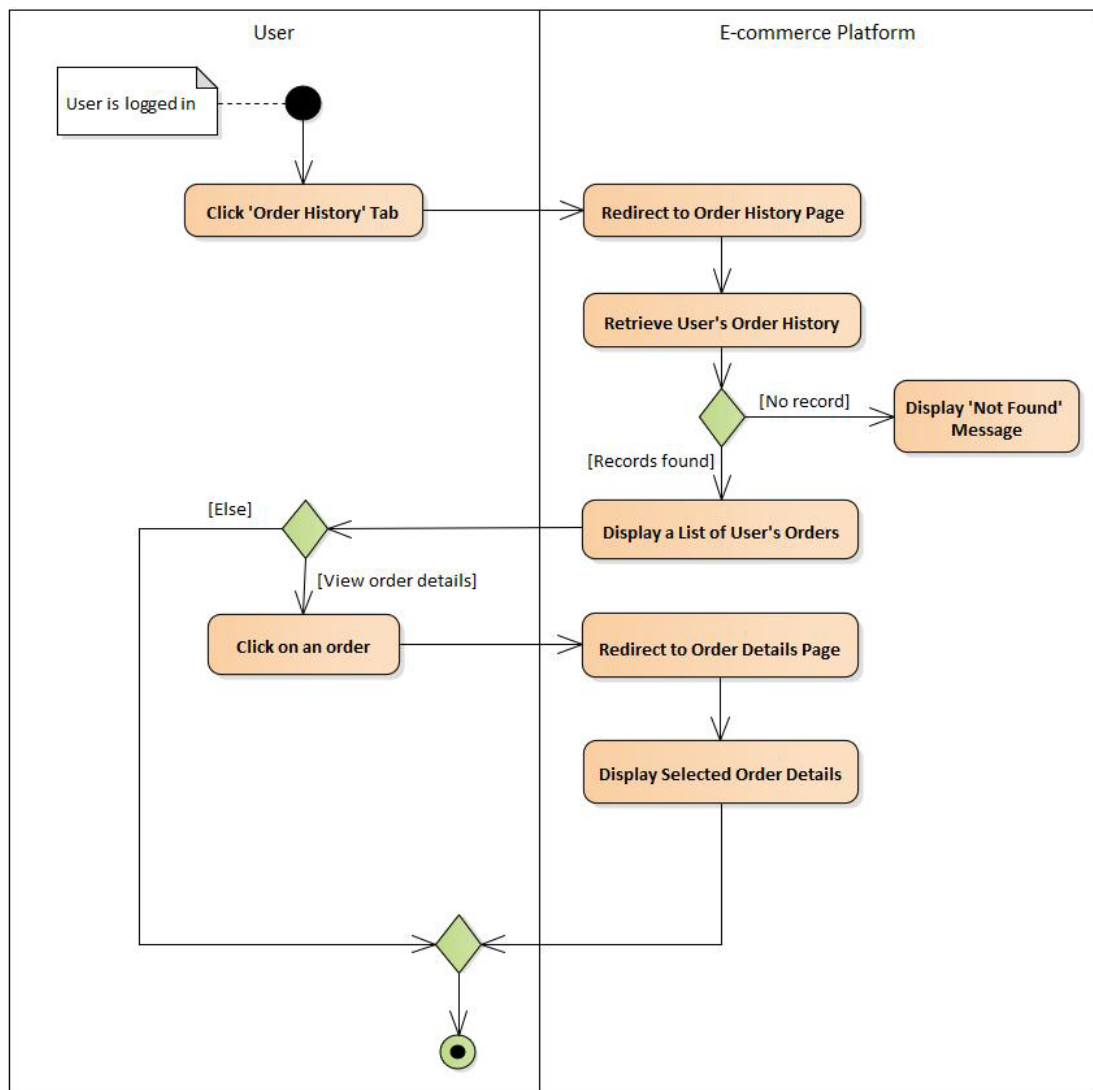 User
E-commerce Platform
User is logged in
Click 'Order History' Tab
Redirect to Order History Page
Retrieve User's Order History
[No record]
Display 'Not Found'
Message
[Records found]
[Else]
Display a List of User's Orders
[View order details]
Click on an order
Redirect to Order Details Page
Display Selected Order Details